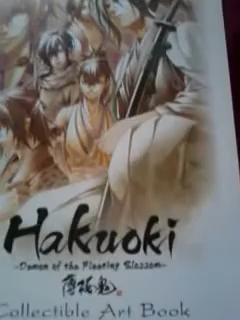 Hakuoki
~Demon of the Fleeting Blossom~
薄桜鬼
Collectible Art Book